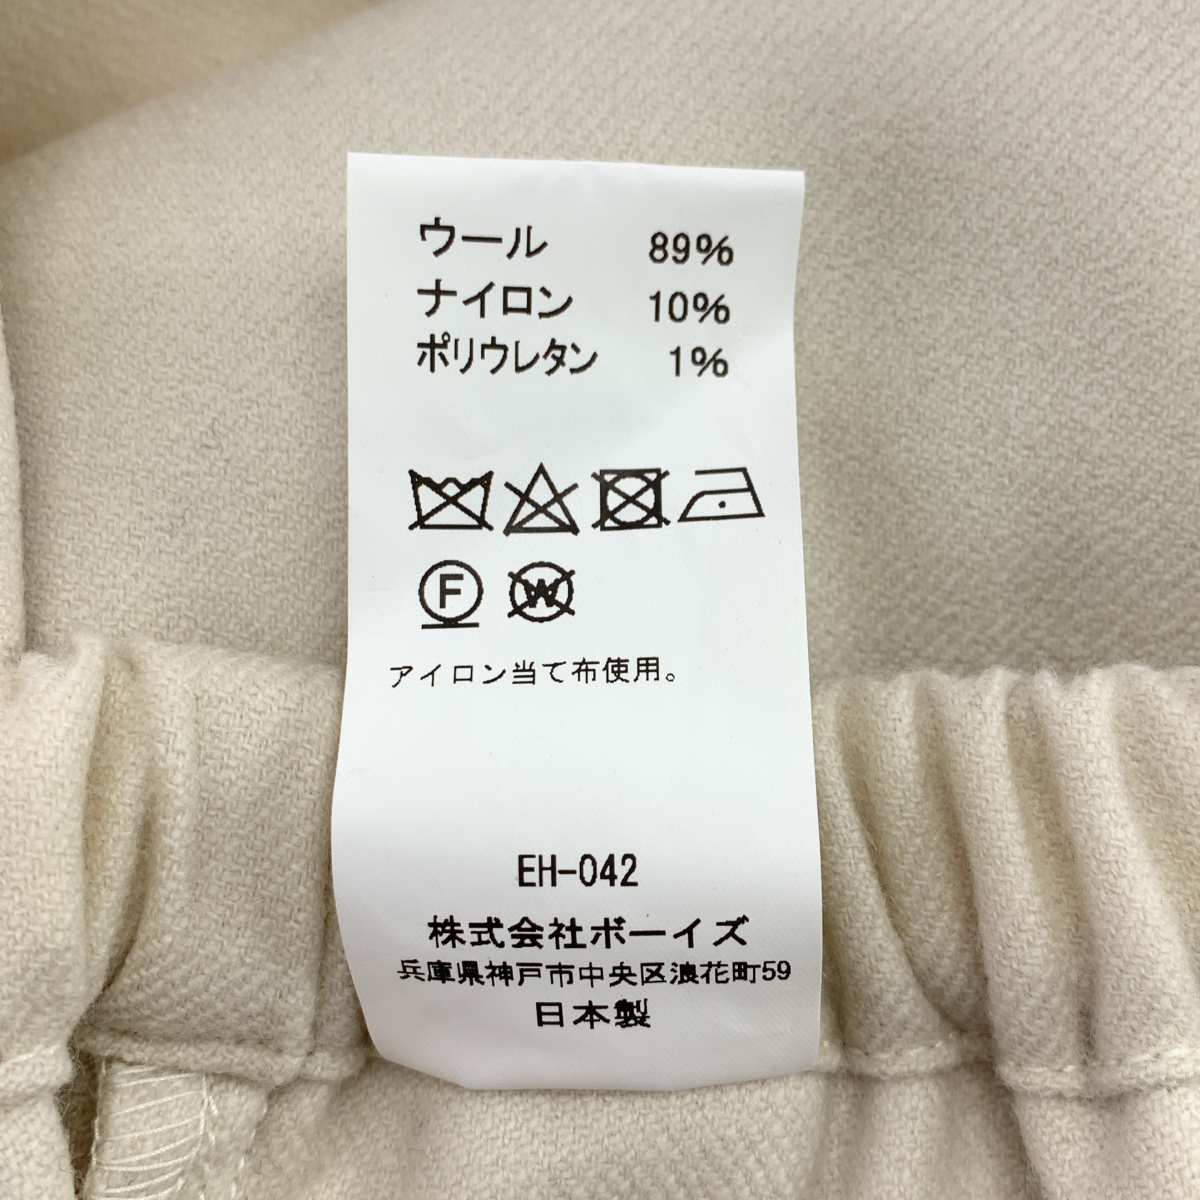 ウール 89%
ナイロン 10%
ポリウレタン 1%
F W
アイロン当て布使用。
EH-042
株式会社ボーイズ
兵庫県神戸市中央区浪花町59
日本製